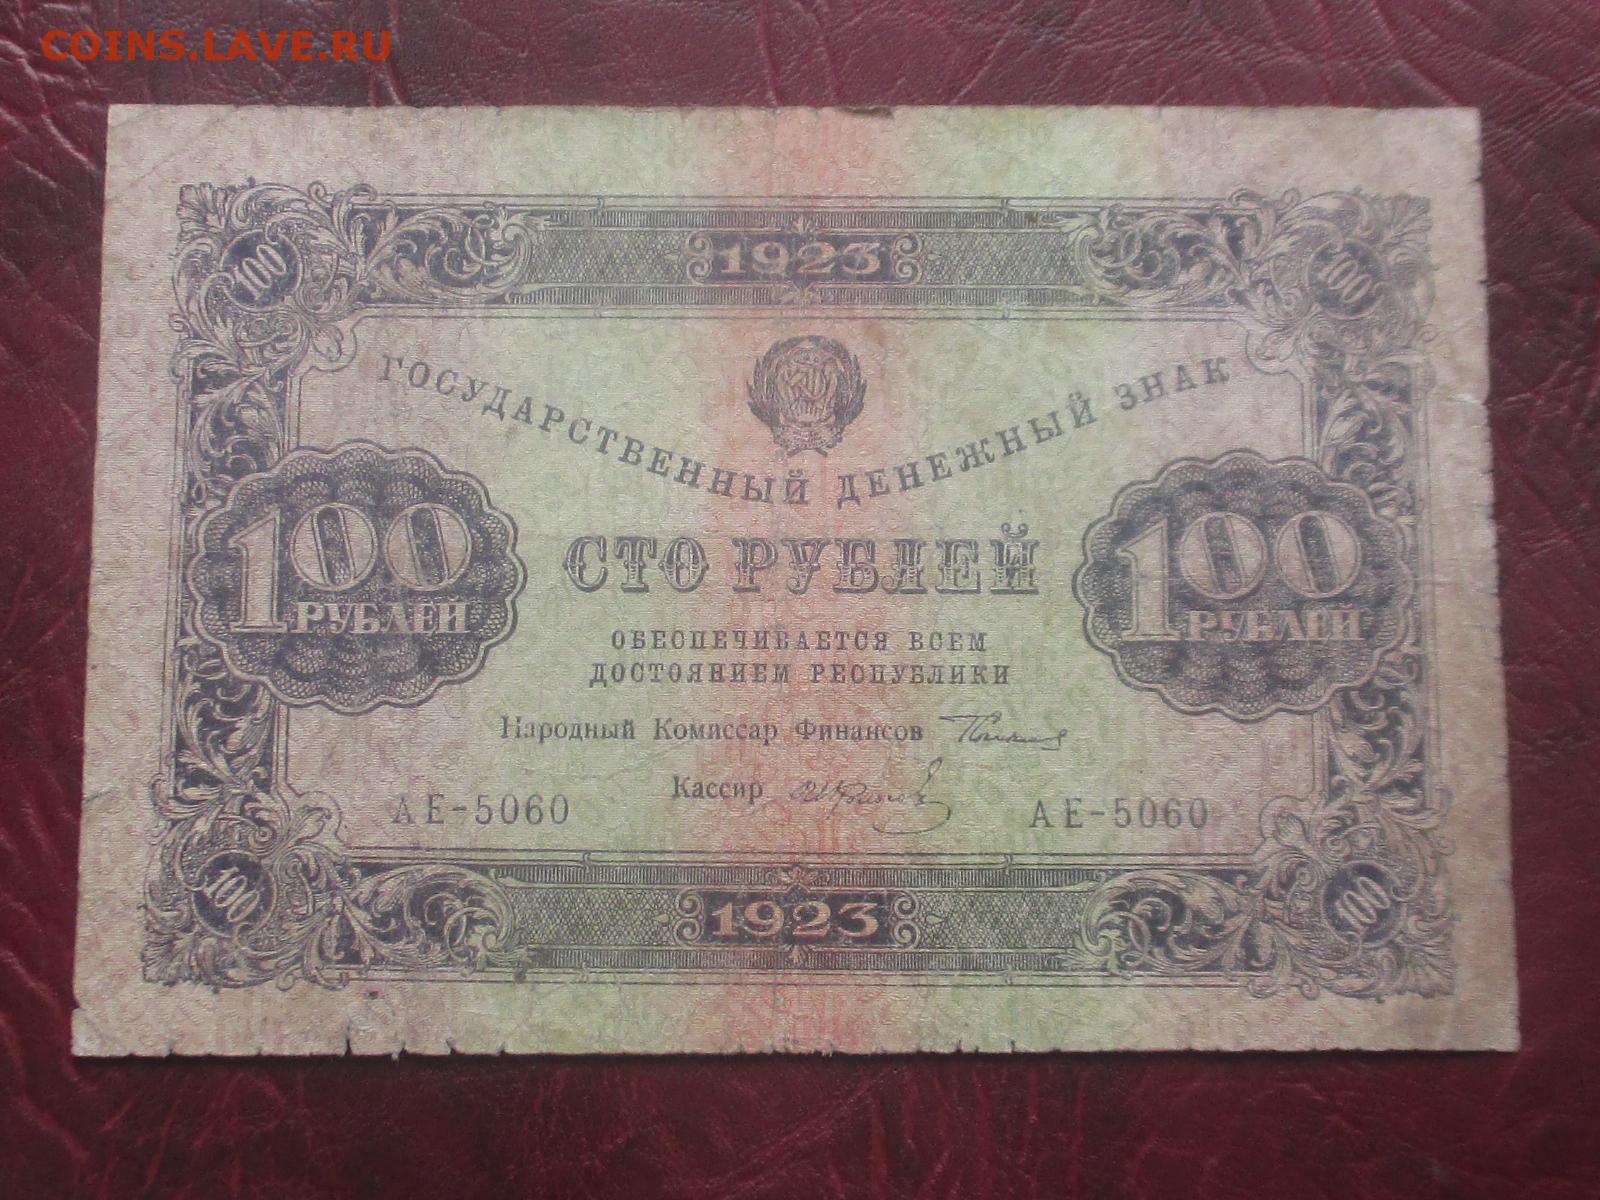 COINS.LAVE.RU
1923
100 100
ГОСУДАРСТВЕННЫЙ ДЕНЕЖНЫЙ ЗНАК
100 РУБЛЕЙ
СТО РУБЛЕЙ
100 РУБЛЕЙ
ОБЕСПЕЧИВАЕТСЯ ВСЕМ
ДОСТОЯНИЕМ РЕСПУБЛИКИ
Народный Комиссар Финансов
Кассир
АЕ-5060 АЕ-5060
100 100
1923